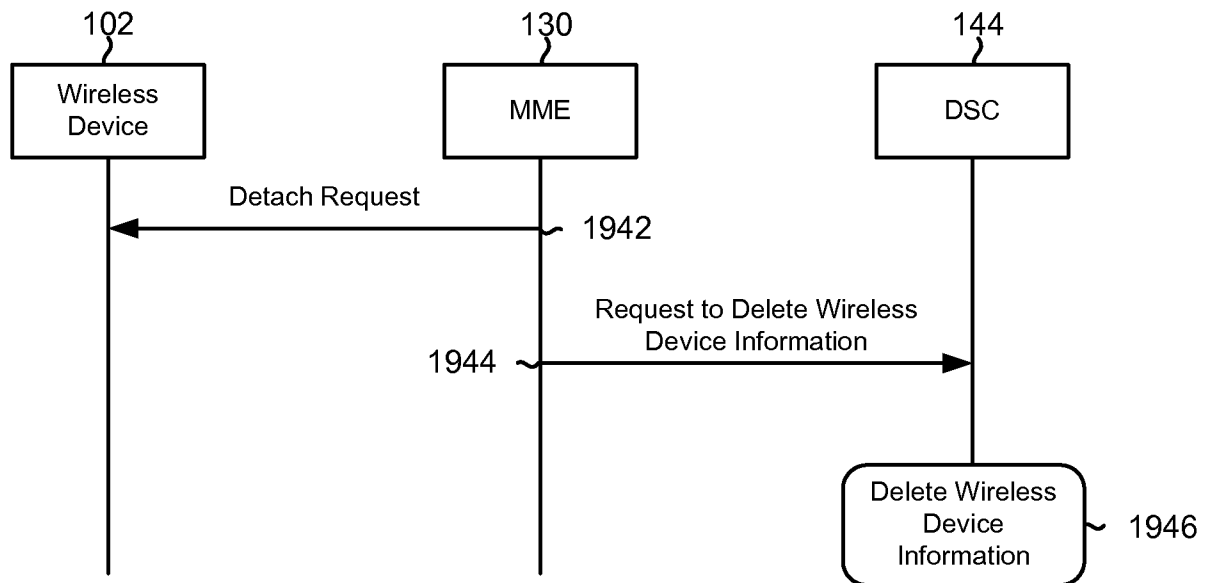 102
130
144
Wireless
Device
MME
DSC
Detach Request
1942
Request to Delete Wireless
Device Information
1944
Delete Wireless
Device
Information
1946